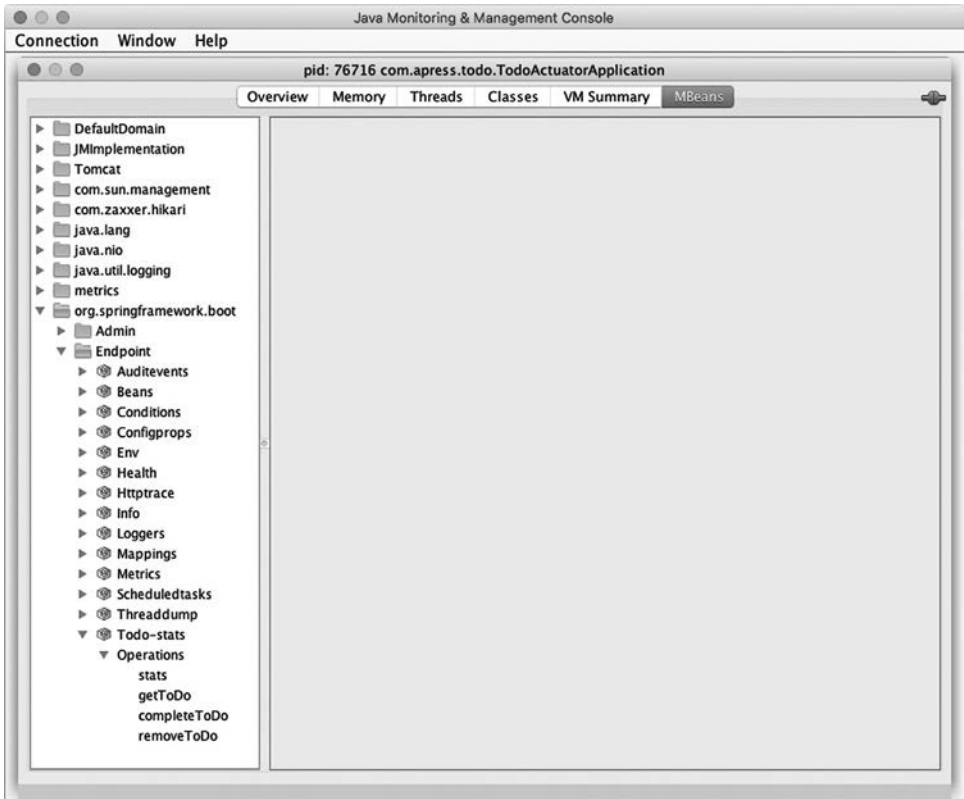 Java Monitoring & Management Console
Connection Window Help
pid: 76716 com.apress.todo.TodoActuatorApplication
Overview Memory Threads Classes VM Summary MBeans
DefaultDomain
JMImplementation
Tomcat
com.sun.management
com.zaxxer.hikari
java.lang
java.nio
java.util.logging
metrics
org.springframework.boot
Admin
Endpoint
Auditevents
Beans
Conditions
Configprops
Env
Health
Httptrace
Info
Loggers
Mappings
Metrics
Scheduledtasks
Threaddump
Todo-stats
Operations
stats
getToDo
completeToDo
removeToDo